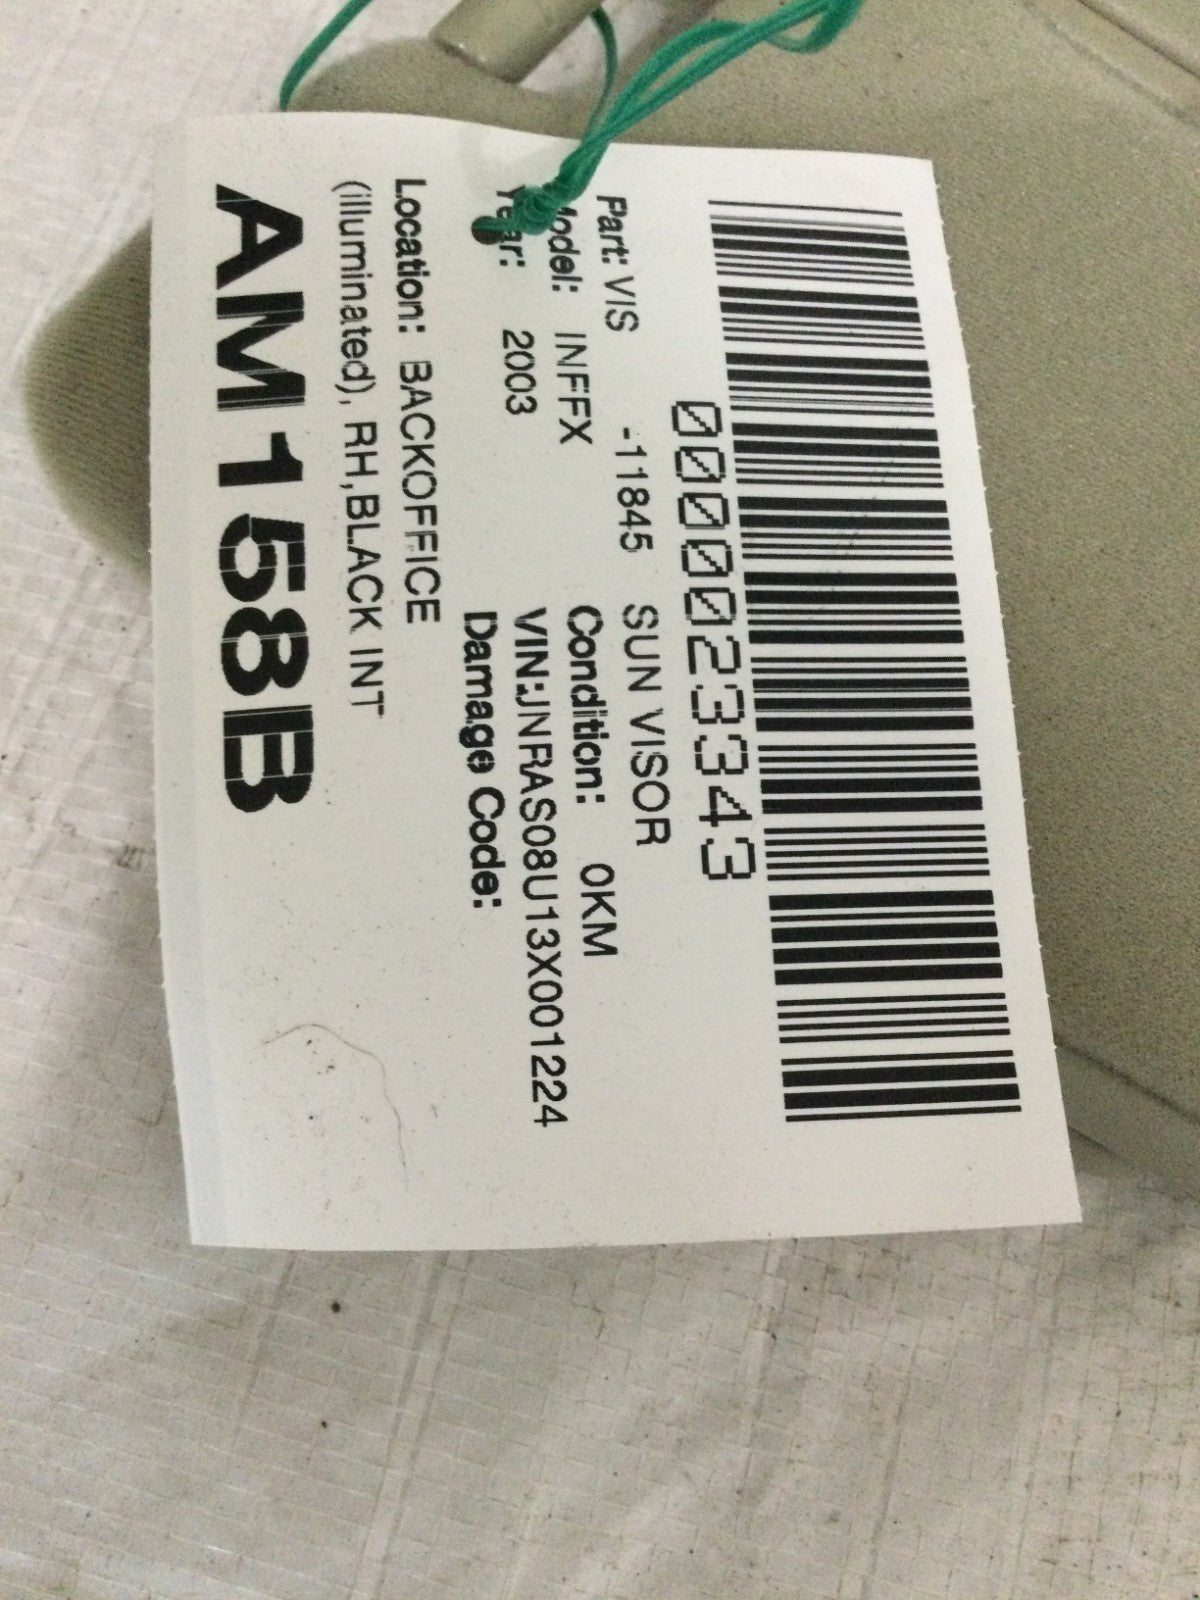 0000023343
Part: VIS -11845 SUN VISOR
Model: INFFX Condition: 0KM
Year: 2003 VIN:JNRAS08U13X001224
Damage Code:
Location: BACKOFFICE
(illuminated), RH,BLACK INT
AM158B